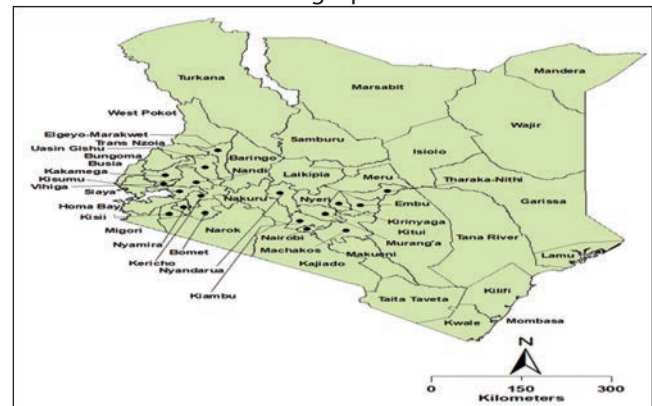 Turkana
Marsabit
Mandera
Wajir
West Pokot
Samburu
Isiolo
Elgeyo-Marakwet
Trans Nzoia
Uasin Gishu
Bungoma
Busia
Baringo
Nandi
Laikipia
Meru
Kakamega
Kisumu
Vihiga
Siaya
Tharaka-Nithi
Garissa
Nakuru
Nyeri
Embu
Homa Bay
Kisii
Kirinyaga
Kitui
Murang'a
Tana River
Migori
Nyamira
Narok
Nairobi
Machakos
Makueni
Lamu
Bomet
Kericho
Nyandarua
Kajiado
Kiambu
Taita Taveta
Kilifi
Kwale
Mombasa
N
0 150 300
Kilometers